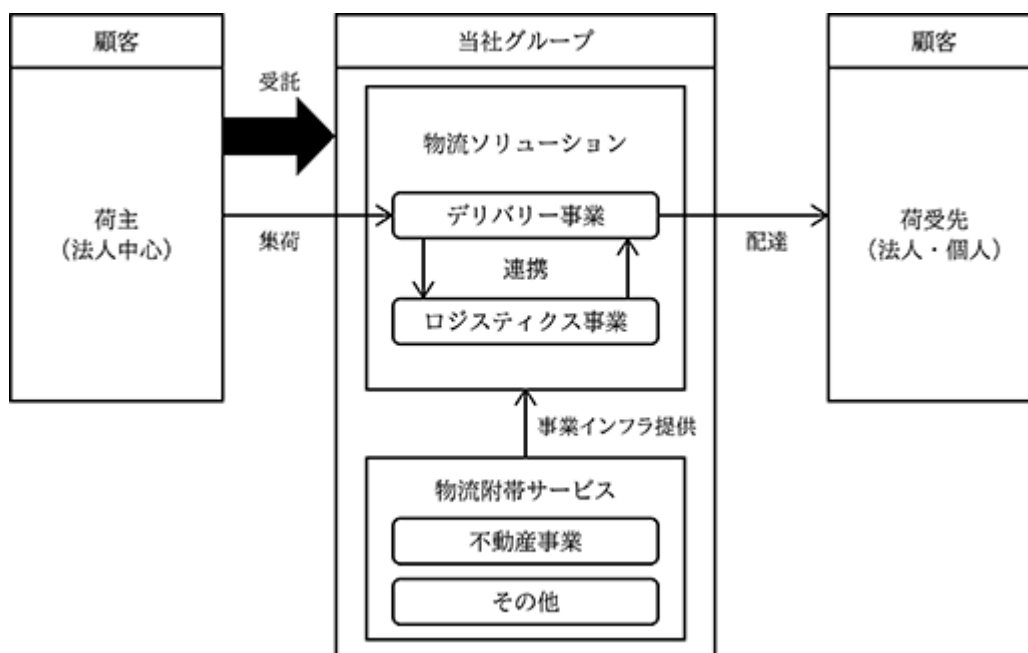 顧客
当社グループ
顧客
受託
物流ソリューション
荷主
(法人中心)
集荷
デリバリー事業
配達
荷受先
(法人・個人)
連携
ロジスティクス事業
事業インフラ提供
物流附帯サービス
不動産事業
その他